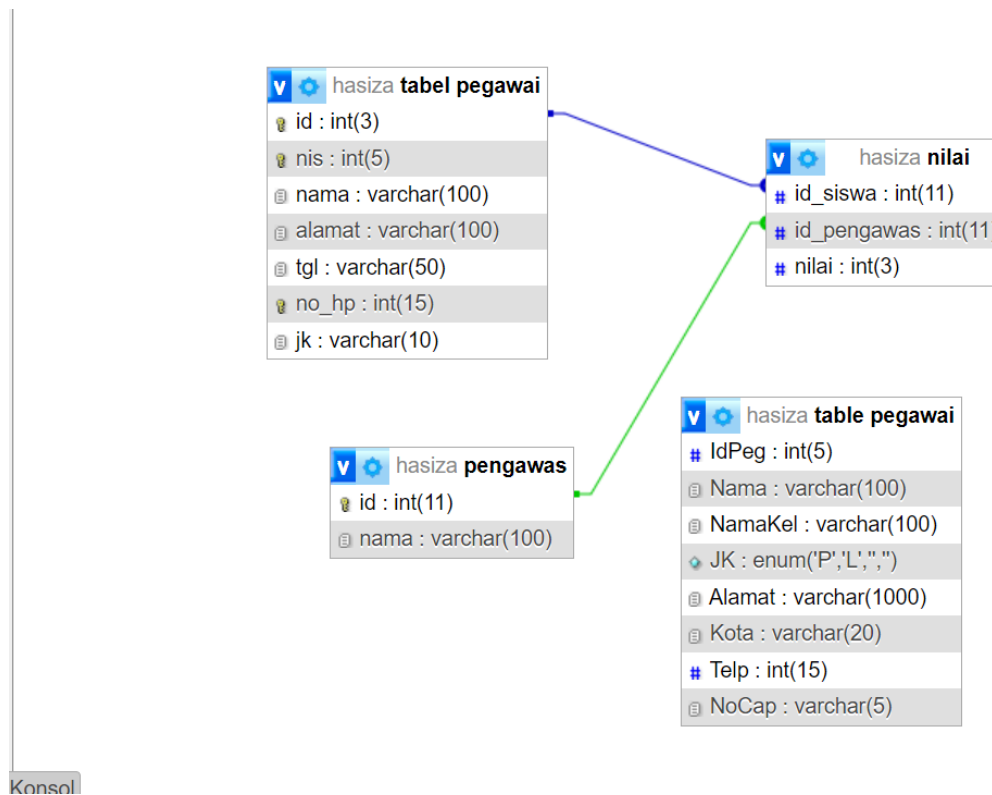 hasiza tabel pegawai
id : int(3)
nis : int(5)
nama : varchar(100)
alamat : varchar(100)
tgl : varchar(50)
no_hp : int(15)
jk : varchar(10)
hasiza nilai
# id_siswa : int(11)
# id_pengawas : int(11)
# nilai : int(3)
hasiza pengawas
id : int(11)
nama : varchar(100)
hasiza table pegawai
# IdPeg : int(5)
Nama : varchar(100)
NamaKel : varchar(100)
JK : enum('P','L','','')
Alamat : varchar(1000)
Kota : varchar(20)
# Telp : int(15)
NoCap : varchar(5)
Konsol